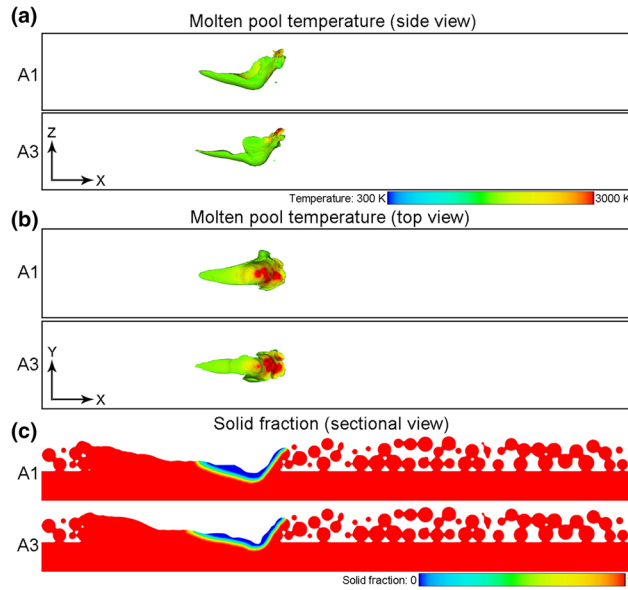 (a)
Molten pool temperature (side view)
A1
A3
Z
X
Temperature: 300 K
3000 K
(b)
Molten pool temperature (top view)
A1
A3
Y
X
(c)
Solid fraction (sectional view)
A1
A3
Solid fraction: 0